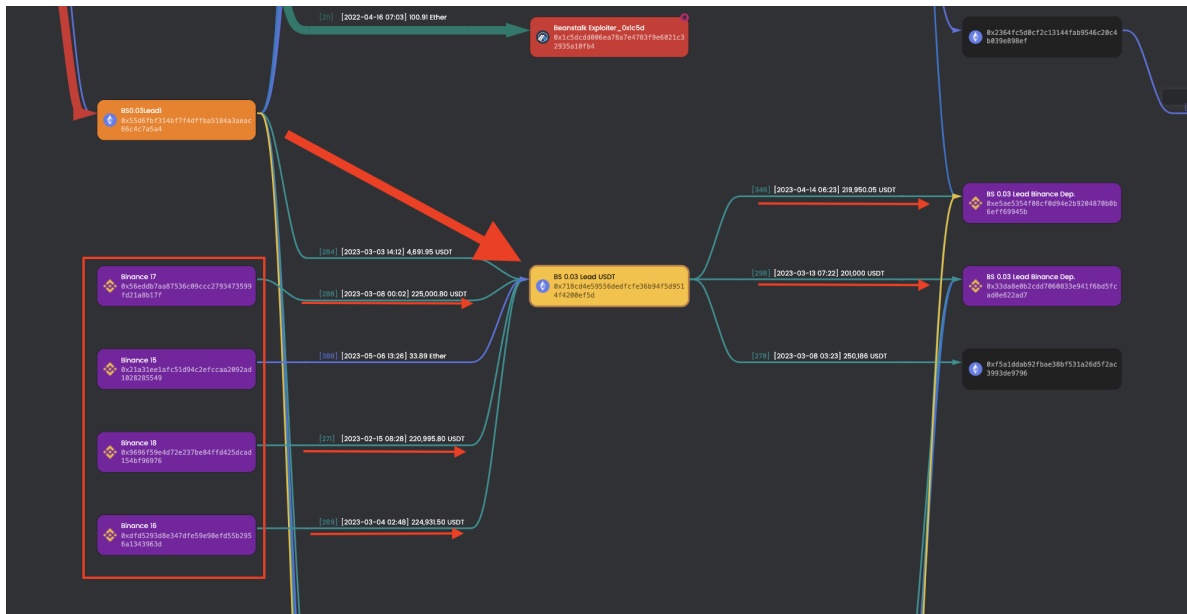 [211] [2022-04-16 07:03] 100.91 Ether
Beanstalk Exploiter_0x1c5d
0x1c5dcdd006ea78a7e4783f9e6021c3
2935a10fb4
0x2364fc5d0cf2c13144fab9546c20c4
b039e898ef
BS0.03Lead1
0x55d6fbf314bf7f4dffba5184a3aeac
66c4c7a5a4
[284] [2023-03-03 14:12] 4,691.95 USDT
Binance 17
0x56eddb7aa87536c09ccc2793473599
fd21a8b17f
[288] [2023-03-08 00:02] 225,000.80 USDT
Binance 15
0x21a31ee1afc51d94c2efccaa2092ad
1028285549
[388] [2023-05-06 13:26] 33.89 Ether
Binance 18
0x9696f59e4d72e237be84ffd425dcad
154bf96976
[271] [2023-02-15 08:28] 220,995.80 USDT
Binance 16
0xdfd5293d8e347dfe59e90efd55b295
6a1343963d
[269] [2023-03-04 02:48] 224,931.50 USDT
BS 0.03 Lead USDT
0x710cd4e59556dedfcfe36b94f5d951
4f4200ef5d
[346] [2023-04-14 06:23] 219,950.05 USDT
BS 0.03 Lead Binance Dep.
0xe5ae5354f08cf0d94e2b9204870b0b
6eff69945b
[298] [2023-03-13 07:22] 201,000 USDT
BS 0.03 Lead Binance Dep.
0x33da0e0b2cdd7060833e941f6bd5fc
ad0e622ad7
[278] [2023-03-08 03:23] 250,186 USDT
0xf5a1ddab92fbae38bf531a26d5f2ac
3993de9796